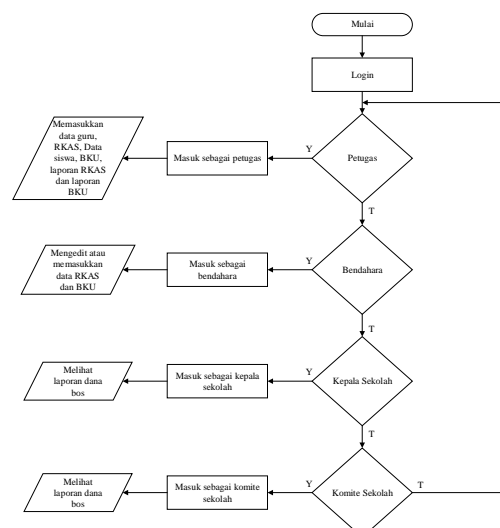 Mulai
Login
Memasukkan
data guru,
RKAS, Data
siswa, BKU,
laporan RKAS
dan laporan
BKU
Masuk sebagai petugas
Y
Petugas
T
Mengedit atau
memasukkan
data RKAS
dan BKU
Masuk sebagai
bendahara
Y
Bendahara
T
Melihat
laporan dana
bos
Masuk sebagai kepala
sekolah
Y
Kepala Sekolah
T
Melihat
laporan dana
bos
Masuk sebagai komite
sekolah
Y
Komite Sekolah
T